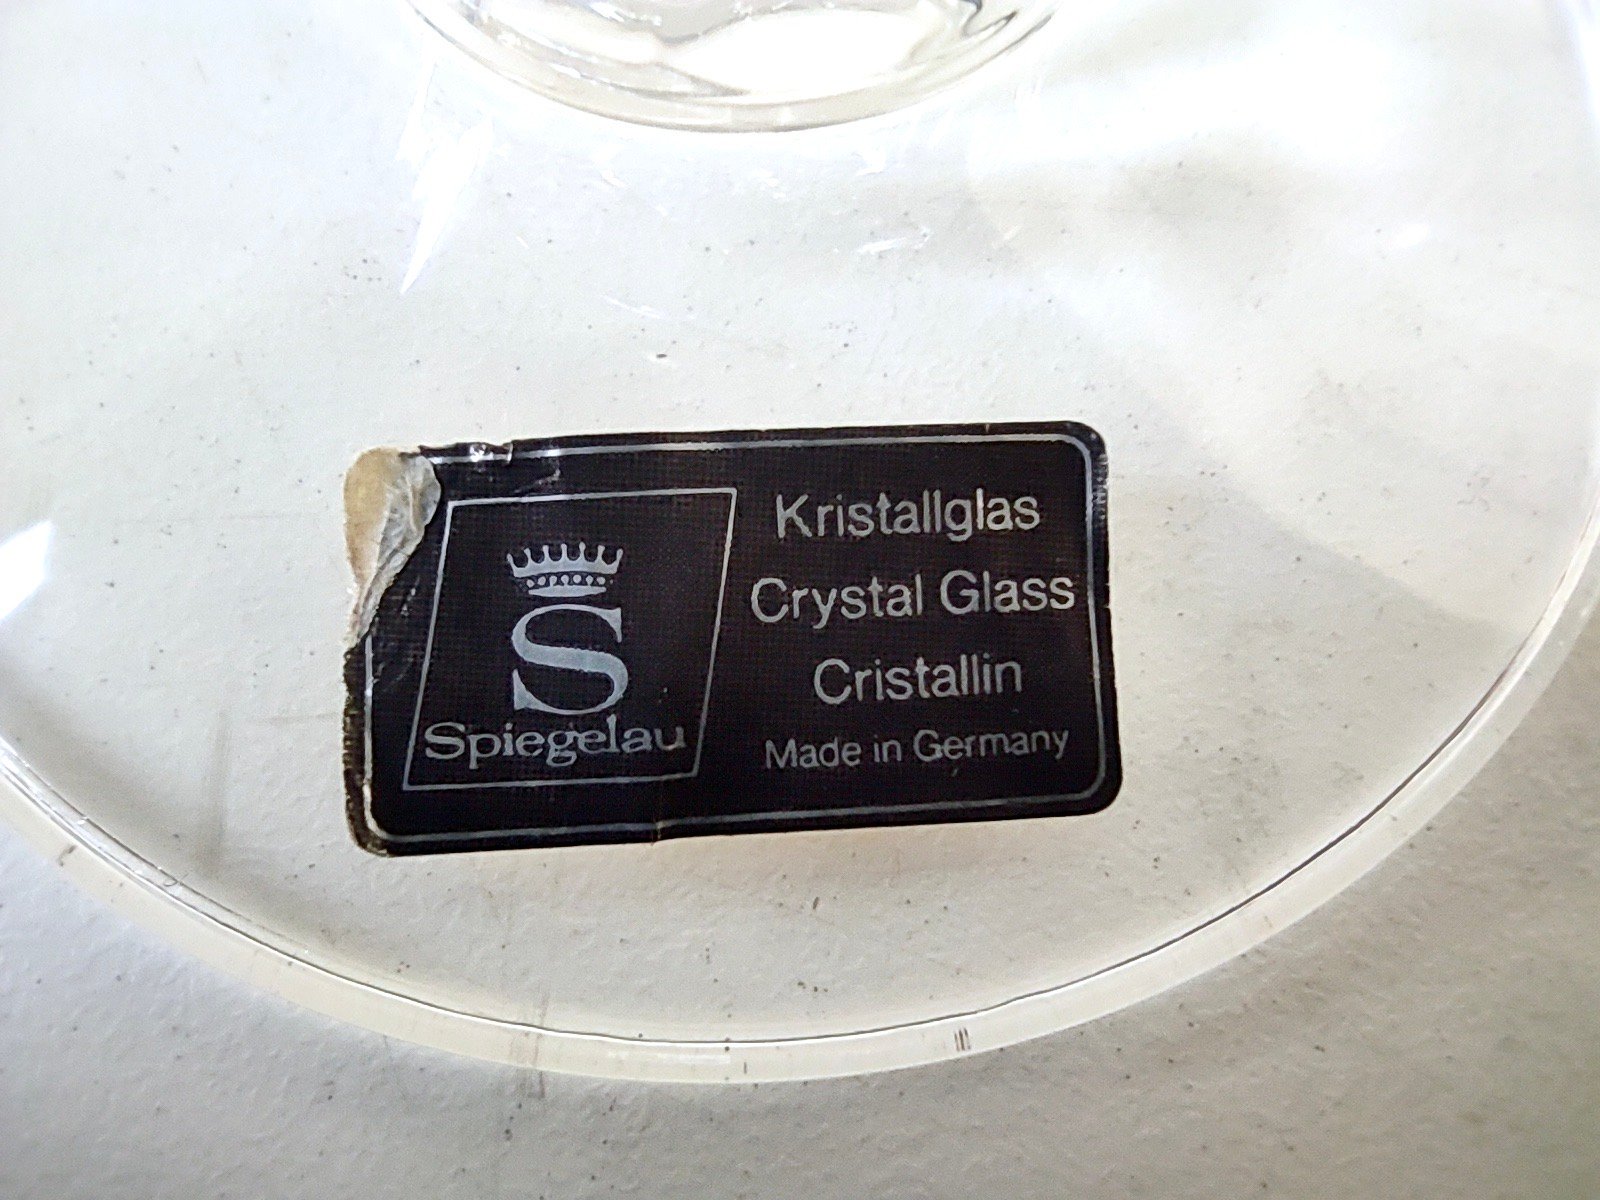 S
Spiegelau
Kristallglas
Crystal Glass
Cristallin
Made in Germany